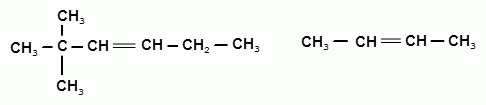 CH₃
CH₃ — C — CH ═ CH — CH₂ — CH₃ CH₃ — CH ═ CH — CH₃
CH₃